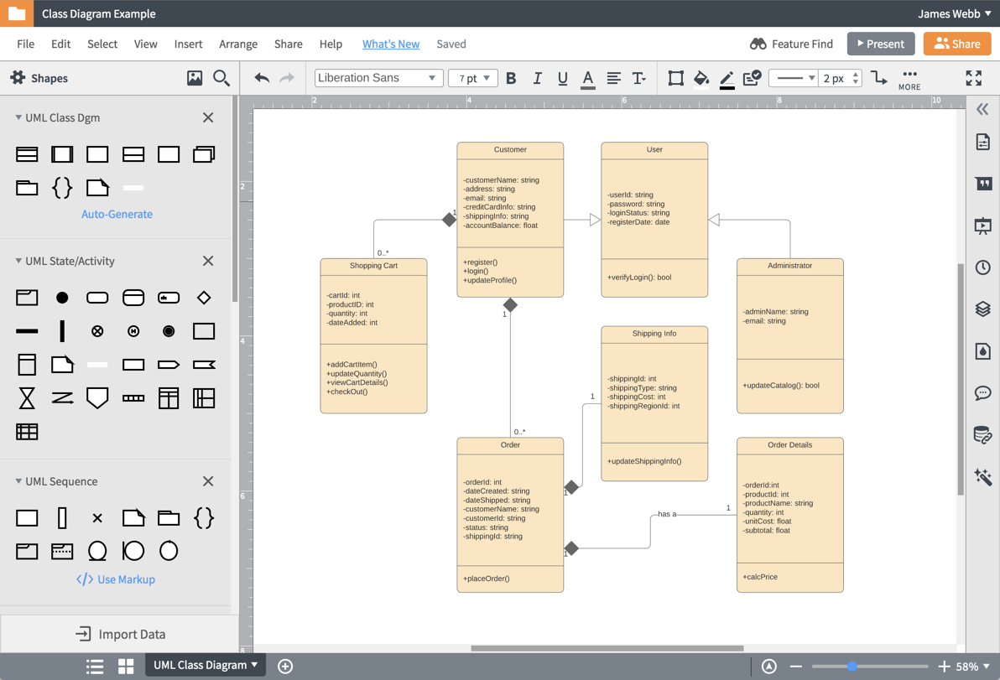 Class Diagram Example
James Webb
File Edit Select View Insert Arrange Share Help What's New Saved
Feature Find
Present
Share
Shapes
Liberation Sans
7 pt
B I U A
T
2 px
MORE
2 4 6 8 10
2
4
6
8
UML Class Dgm
Auto-Generate
UML State/Activity
UML Sequence
Use Markup
Import Data
Customer
-customerName: string
-address: string
-email: string
-creditCardInfo: string
-shippingInfo: string
-accountBalance: float
+register()
+login()
+updateProfile()
User
-userId: string
-password: string
-loginStatus: string
-registerDate: date
+verifyLogin(): bool
1
0..*
Shopping Cart
-cartId: int
-productID: int
-quantity: int
-dateAdded: int
+addCartItem()
+updateQuantity()
+viewCartDetails()
+checkOut()
Administrator
-adminName: string
-email: string
+updateCatalog(): bool
1
0..*
Shipping Info
-shippingId: int
-shippingType: string
-shippingCost: int
-shippingRegionId: int
+updateShippingInfo()
1
1
Order
-orderId: int
-dateCreated: string
-dateShipped: string
-customerName: string
-customerId: string
-status: string
-shippingId: string
+placeOrder()
1
has a
1
Order Details
-orderId:int
-productId: int
-productName: string
-quantity: int
-unitCost: float
-subtotal: float
+calcPrice
UML Class Diagram
58%